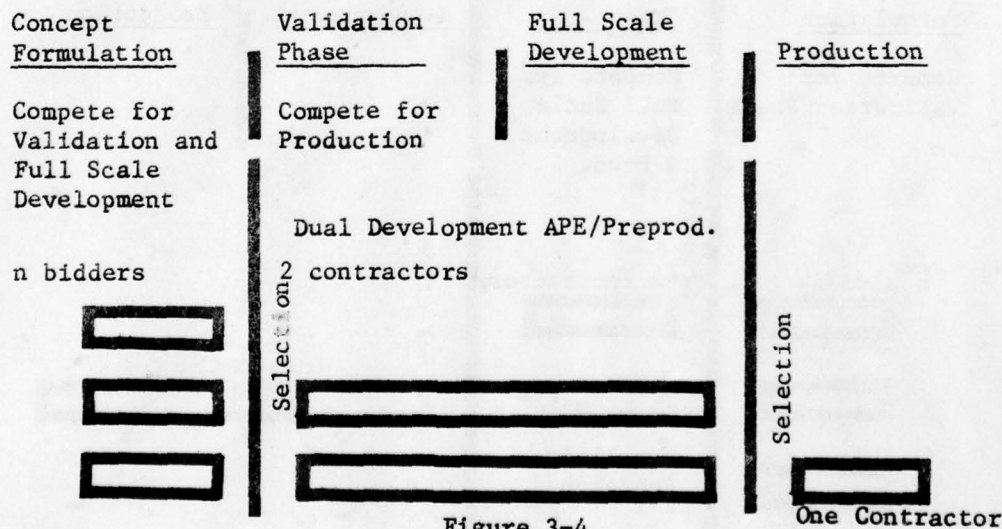 Concept
Formulation
Compete for
Validation and
Full Scale
Development
n bidders
Validation
Phase
Compete for
Production
Full Scale
Development
Production
Dual Development APE/Preprod.
2 contractors
Selection
Selection
One Contractor
Figure 3-4